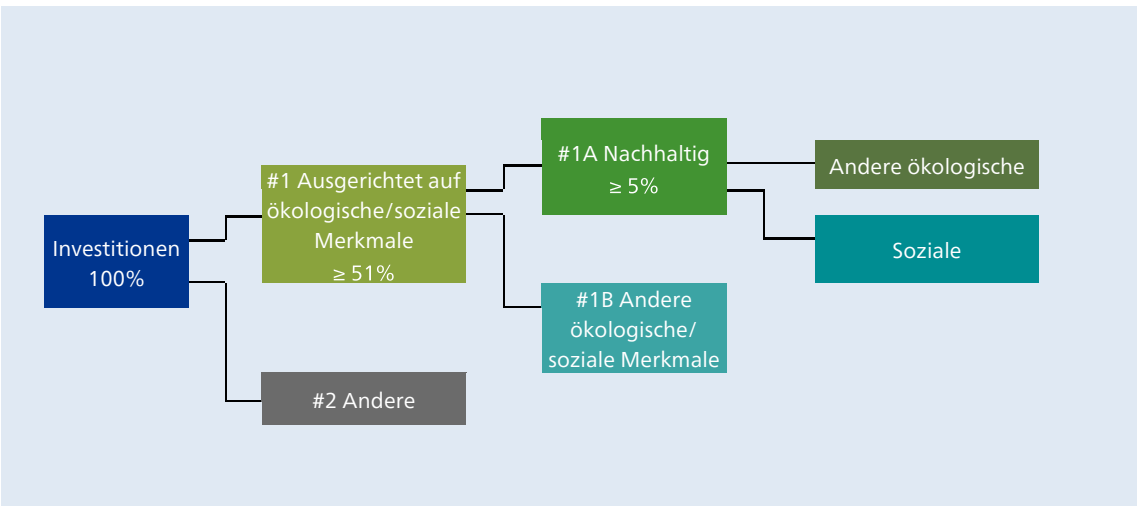 Investitionen
100%
#1 Ausgerichtet auf
ökologische/soziale
Merkmale
≥ 51%
#2 Andere
#1A Nachhaltig
≥ 5%
#1B Andere
ökologische/
soziale Merkmale
Andere ökologische
Soziale